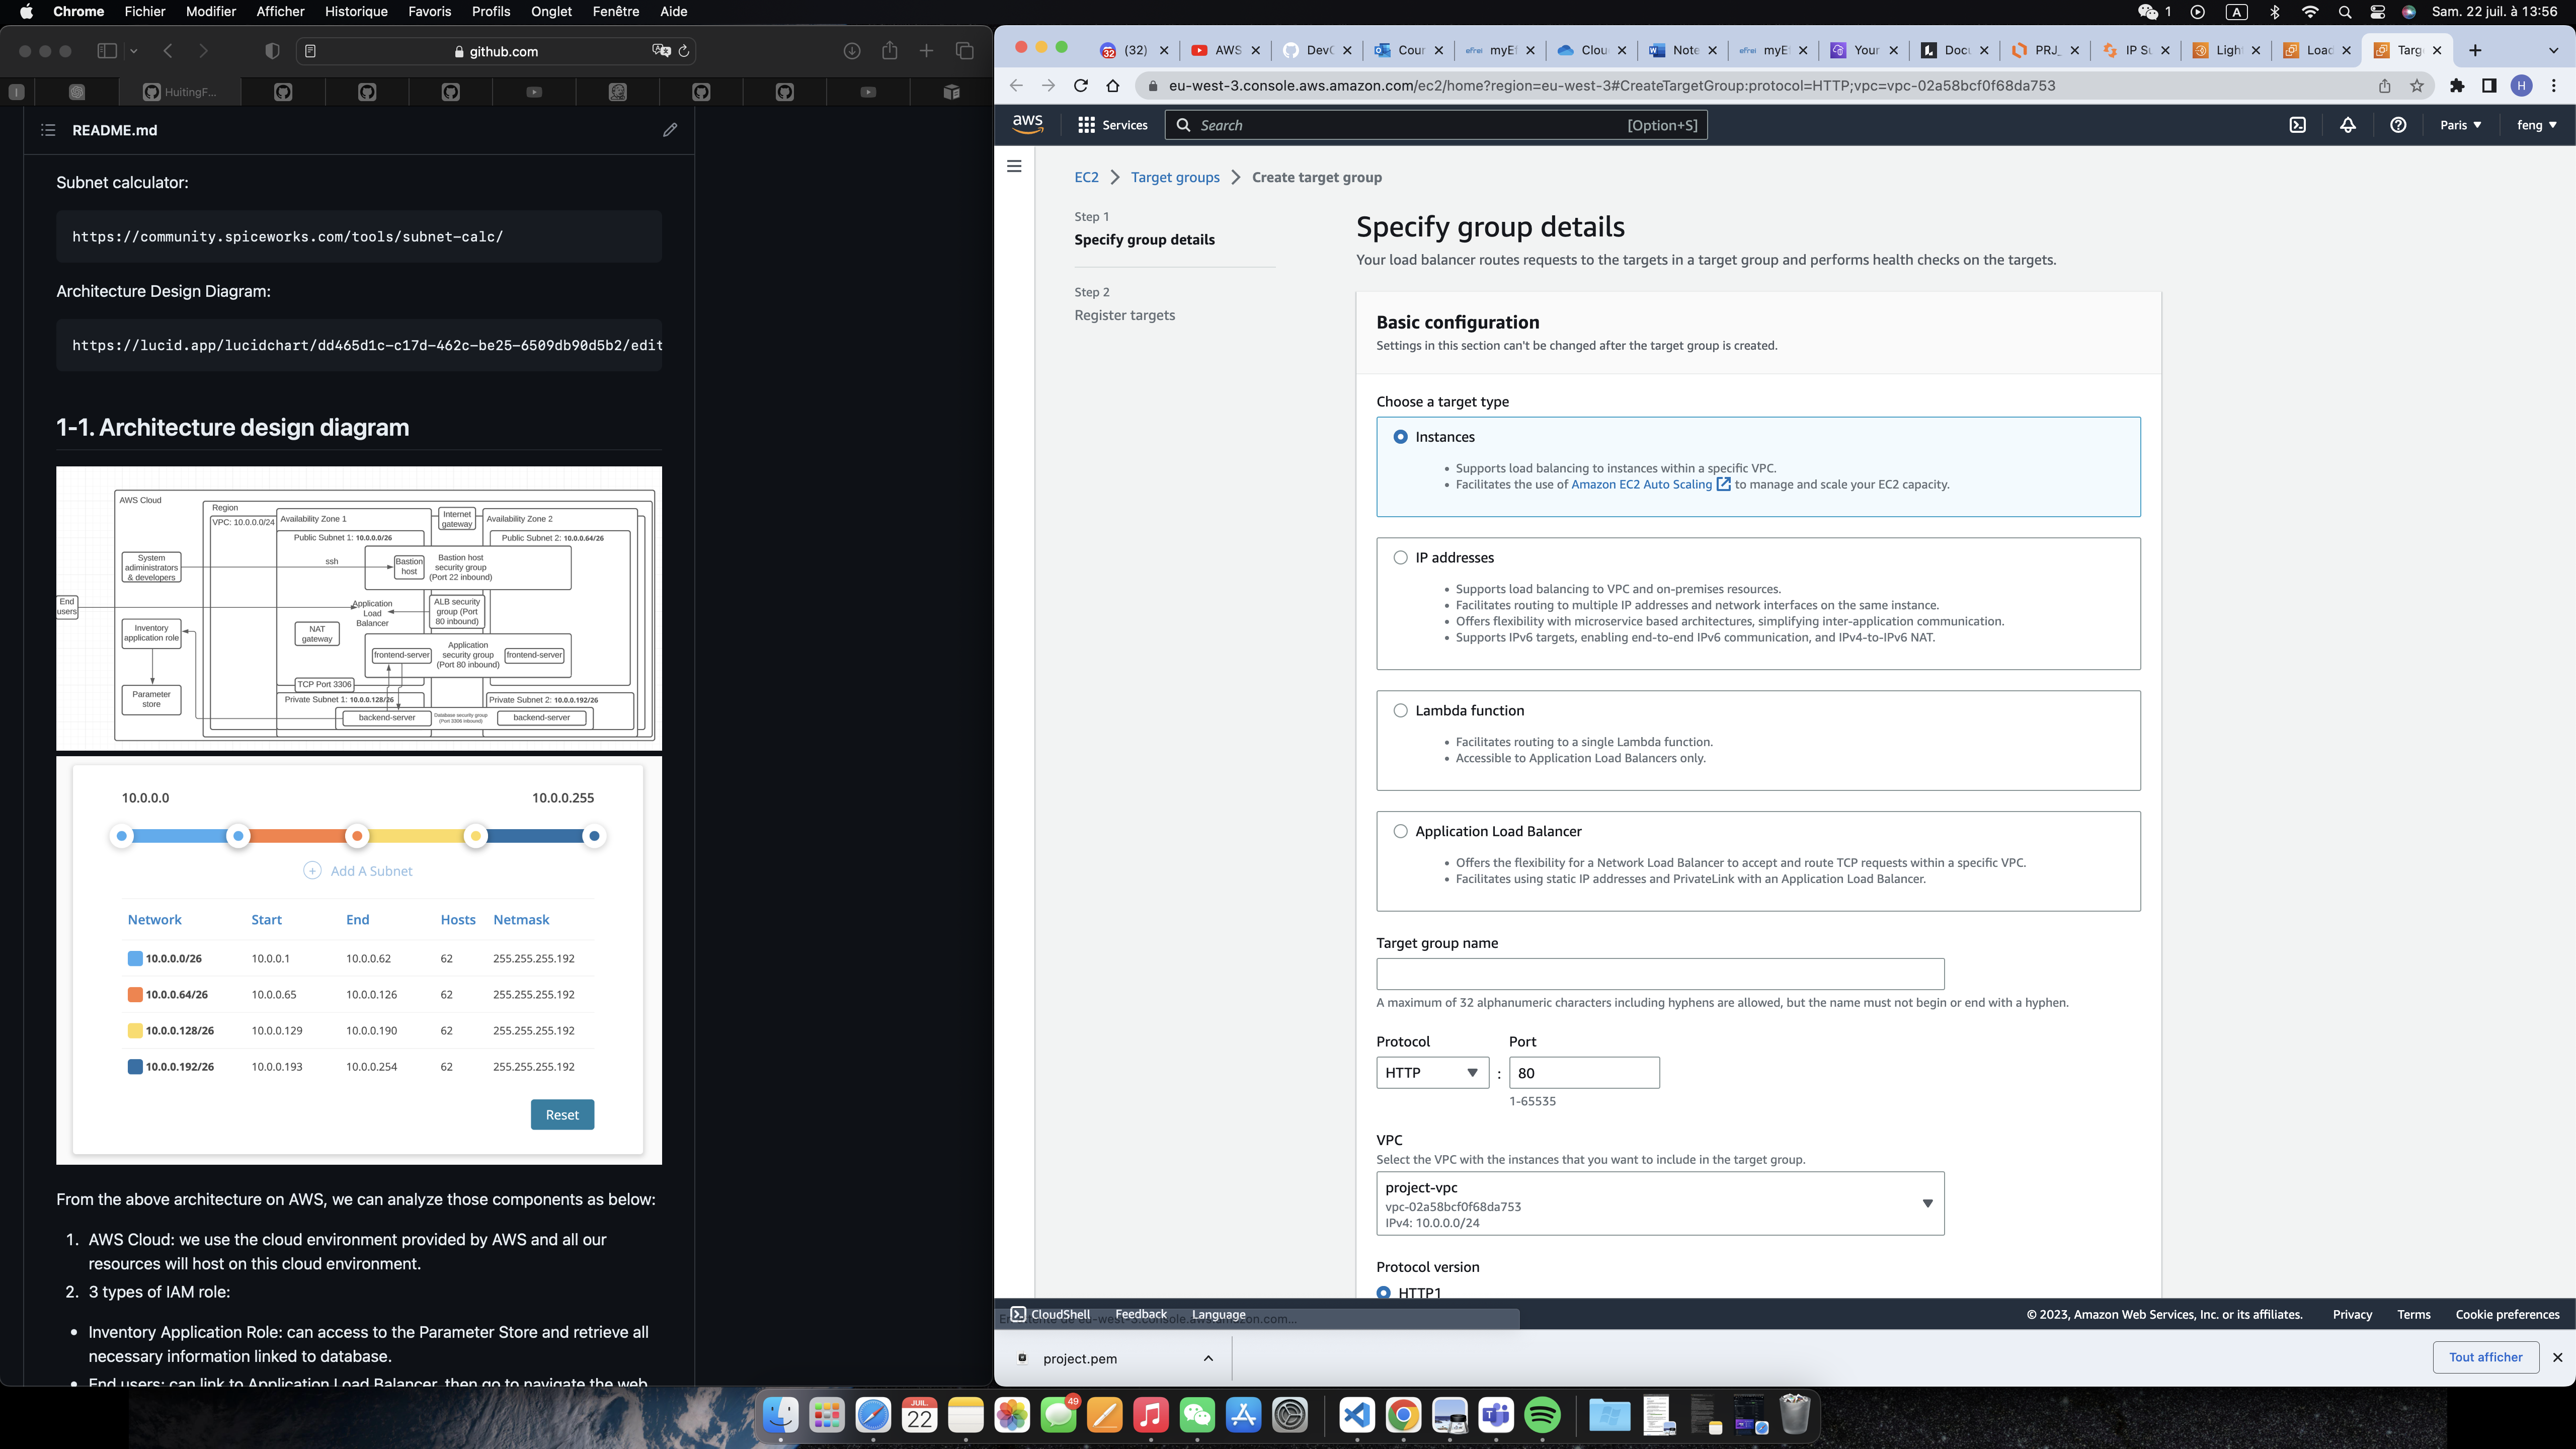 Chrome Fichier Modifier Afficher Historique Favoris Profils Onglet Fenêtre Aide
1 A Sam. 22 juil. à 13:56
github.com
HuitingF...
README.md
Subnet calculator:
https://community.spiceworks.com/tools/subnet-calc/
Architecture Design Diagram:
https://lucid.app/lucidchart/dd465d1c-c17d-462c-be25-6509db90d5b2/edit
1-1. Architecture design diagram
AWS Cloud
Region
VPC: 10.0.0.0/24
Availability Zone 1
Internet
gateway
Availability Zone 2
Public Subnet 1: 10.0.0.0/26
Public Subnet 2: 10.0.0.64/26
System
adiministrators
& developers
ssh
Bastion
host
Bastion host
security group
(Port 22 inbound)
End
users
Application
Load
Balancer
ALB security
group (Port
80 inbound)
Inventory
application role
NAT
gateway
frontend-server
Application
security group
(Port 80 inbound)
frontend-server
TCP Port 3306
Parameter
store
Private Subnet 1: 10.0.0.128/26
Private Subnet 2: 10.0.0.192/26
backend-server
Database security group
(Port 3306 inbound)
backend-server
10.0.0.0 10.0.0.255
Add A Subnet
Network Start End Hosts Netmask
10.0.0.0/26 10.0.0.1 10.0.0.62 62 255.255.255.192
10.0.0.64/26 10.0.0.65 10.0.0.126 62 255.255.255.192
10.0.0.128/26 10.0.0.129 10.0.0.190 62 255.255.255.192
10.0.0.192/26 10.0.0.193 10.0.0.254 62 255.255.255.192
Reset
From the above architecture on AWS, we can analyze those components as below:
1. AWS Cloud: we use the cloud environment provided by AWS and all our
resources will host on this cloud environment.
2. 3 types of IAM role:
• Inventory Application Role: can access to the Parameter Store and retrieve all
necessary information linked to database.
• End users: can link to Application Load Balancer, then go to navigate the web
(32) AWS Dev Cour myE Clou Note myE Your Docu PRJ_ IP Su Ligh Load Targ
eu-west-3.console.aws.amazon.com/ec2/home?region=eu-west-3#CreateTargetGroup:protocol=HTTP;vpc=vpc-02a58bcf0f68da753
H
aws Services Search [Option+S] Paris feng
EC2 > Target groups > Create target group
Step 1
Specify group details
Step 2
Register targets
Specify group details
Your load balancer routes requests to the targets in a target group and performs health checks on the targets.
Basic configuration
Settings in this section can't be changed after the target group is created.
Choose a target type
Instances
• Supports load balancing to instances within a specific VPC.
• Facilitates the use of Amazon EC2 Auto Scaling to manage and scale your EC2 capacity.
IP addresses
• Supports load balancing to VPC and on-premises resources.
• Facilitates routing to multiple IP addresses and network interfaces on the same instance.
• Offers flexibility with microservice based architectures, simplifying inter-application communication.
• Supports IPv6 targets, enabling end-to-end IPv6 communication, and IPv4-to-IPv6 NAT.
Lambda function
• Facilitates routing to a single Lambda function.
• Accessible to Application Load Balancers only.
Application Load Balancer
• Offers the flexibility for a Network Load Balancer to accept and route TCP requests within a specific VPC.
• Facilitates using static IP addresses and PrivateLink with an Application Load Balancer.
Target group name
A maximum of 32 alphanumeric characters including hyphens are allowed, but the name must not begin or end with a hyphen.
Protocol Port
HTTP : 80
1-65535
VPC
Select the VPC with the instances that you want to include in the target group.
project-vpc
vpc-02a58bcf0f68da753
IPv4: 10.0.0.0/24
Protocol version
HTTP1
CloudShell Feedback Language © 2023, Amazon Web Services, Inc. or its affiliates. Privacy Terms Cookie preferences
project.pem Tout afficher
JUIL.
22
49